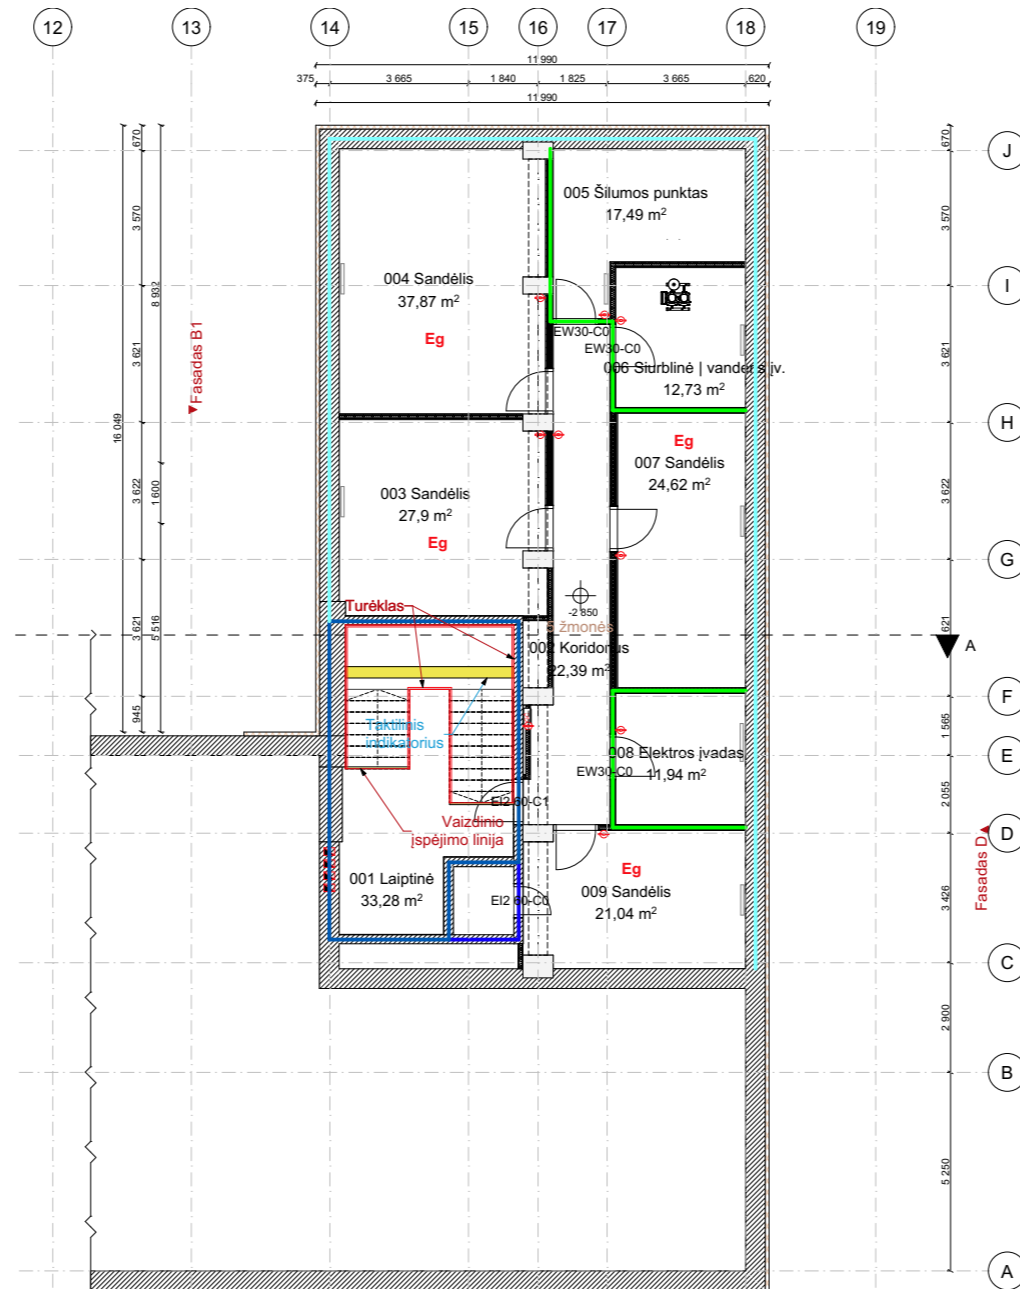 12
13
14
15
16
17
18
19
11 990
375
3 665
1 840
1 825
3 665
620
11 990
670
3 570
8 932
3 621
16 049
3 622
1 600
3 621
5 516
945
Fasadas B1
J
I
H
G
F
E
D
C
B
A
670
3 570
3 621
3 622
621
1 565
2 055
3 426
2 900
5 250
A
Fasadas D
005 Šilumos punktas
17,49 m²
004 Sandėlis
37,87 m²
Eg
EW30-C0
EW30-C0
006 Siurblinė | vandens įv.
12,73 m²
Eg
007 Sandėlis
24,62 m²
003 Sandėlis
27,9 m²
Eg
Turėklas
-2 850
žmonės
002 Koridorius
22,39 m²
Taktilinis
indikatorius
008 Elektros įvadas
EW30-C0
11,94 m²
EI2 60-C1
Vaizdinio
įspėjimo linija
001 Laiptinė
33,28 m²
EI2 60-C0
Eg
009 Sandėlis
21,04 m²